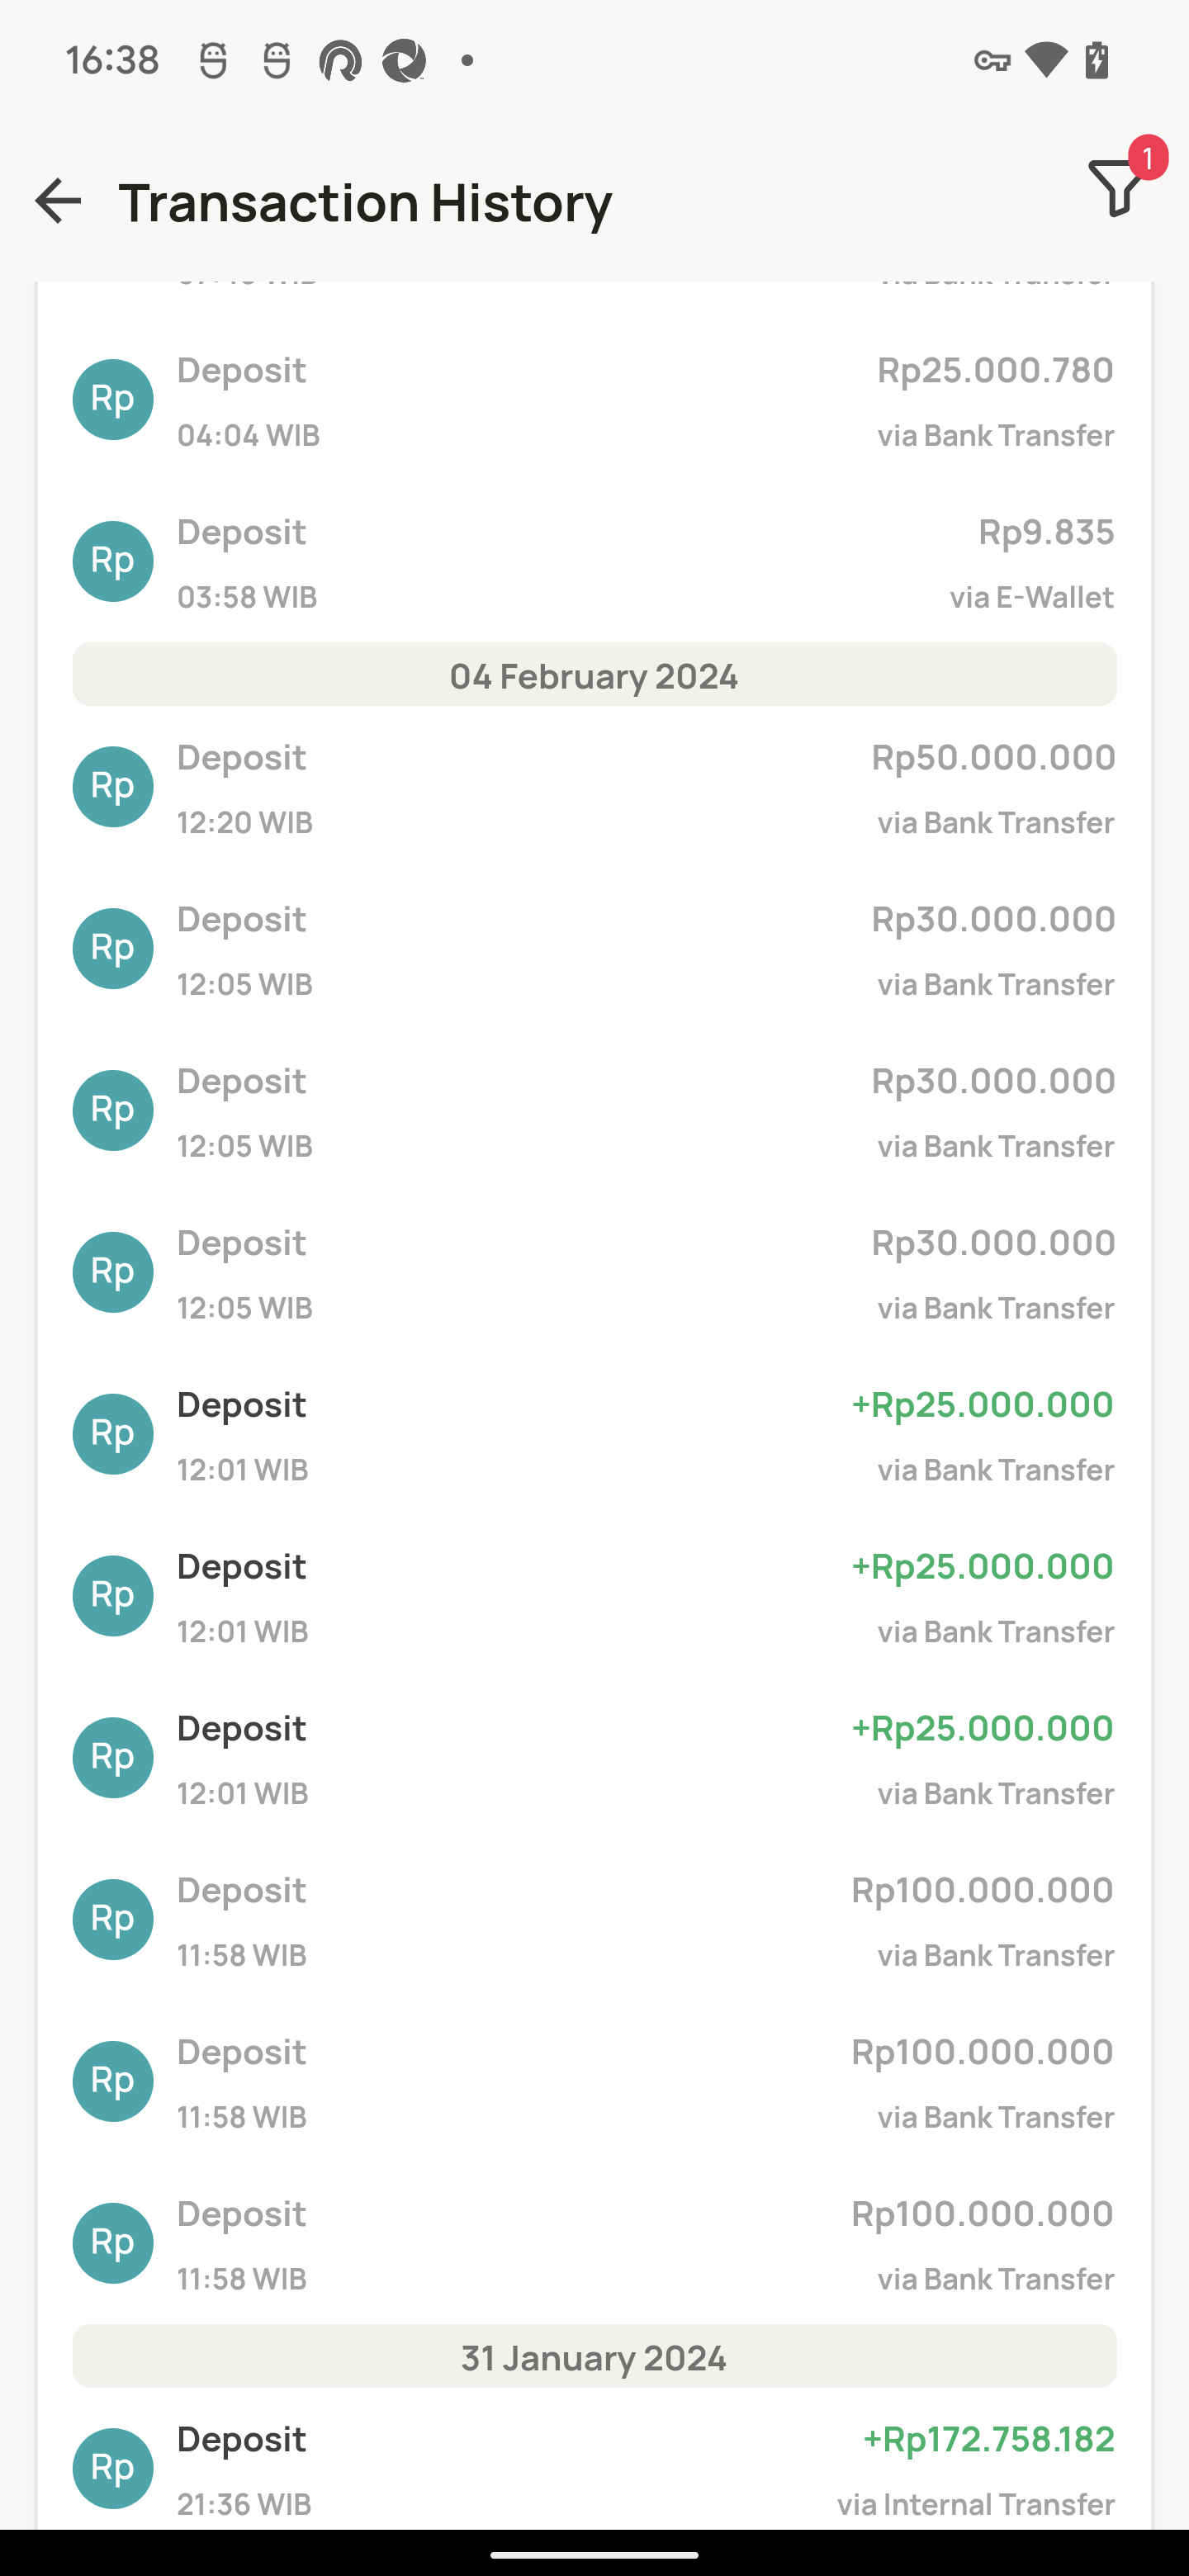 16:38
Transaction History
1
Rp
Deposit
Rp25.000.780
04:04 WIB
via Bank Transfer
Rp
Deposit
Rp9.835
03:58 WIB
via E-Wallet
04 February 2024
Rp
Deposit
Rp50.000.000
12:20 WIB
via Bank Transfer
Rp
Deposit
Rp30.000.000
12:05 WIB
via Bank Transfer
Rp
Deposit
Rp30.000.000
12:05 WIB
via Bank Transfer
Rp
Deposit
Rp30.000.000
12:05 WIB
via Bank Transfer
Rp
Deposit
+Rp25.000.000
12:01 WIB
via Bank Transfer
Rp
Deposit
+Rp25.000.000
12:01 WIB
via Bank Transfer
Rp
Deposit
+Rp25.000.000
12:01 WIB
via Bank Transfer
Rp
Deposit
Rp100.000.000
11:58 WIB
via Bank Transfer
Rp
Deposit
Rp100.000.000
11:58 WIB
via Bank Transfer
Rp
Deposit
Rp100.000.000
11:58 WIB
via Bank Transfer
31 January 2024
Rp
Deposit
+Rp172.758.182
21:36 WIB
via Internal Transfer